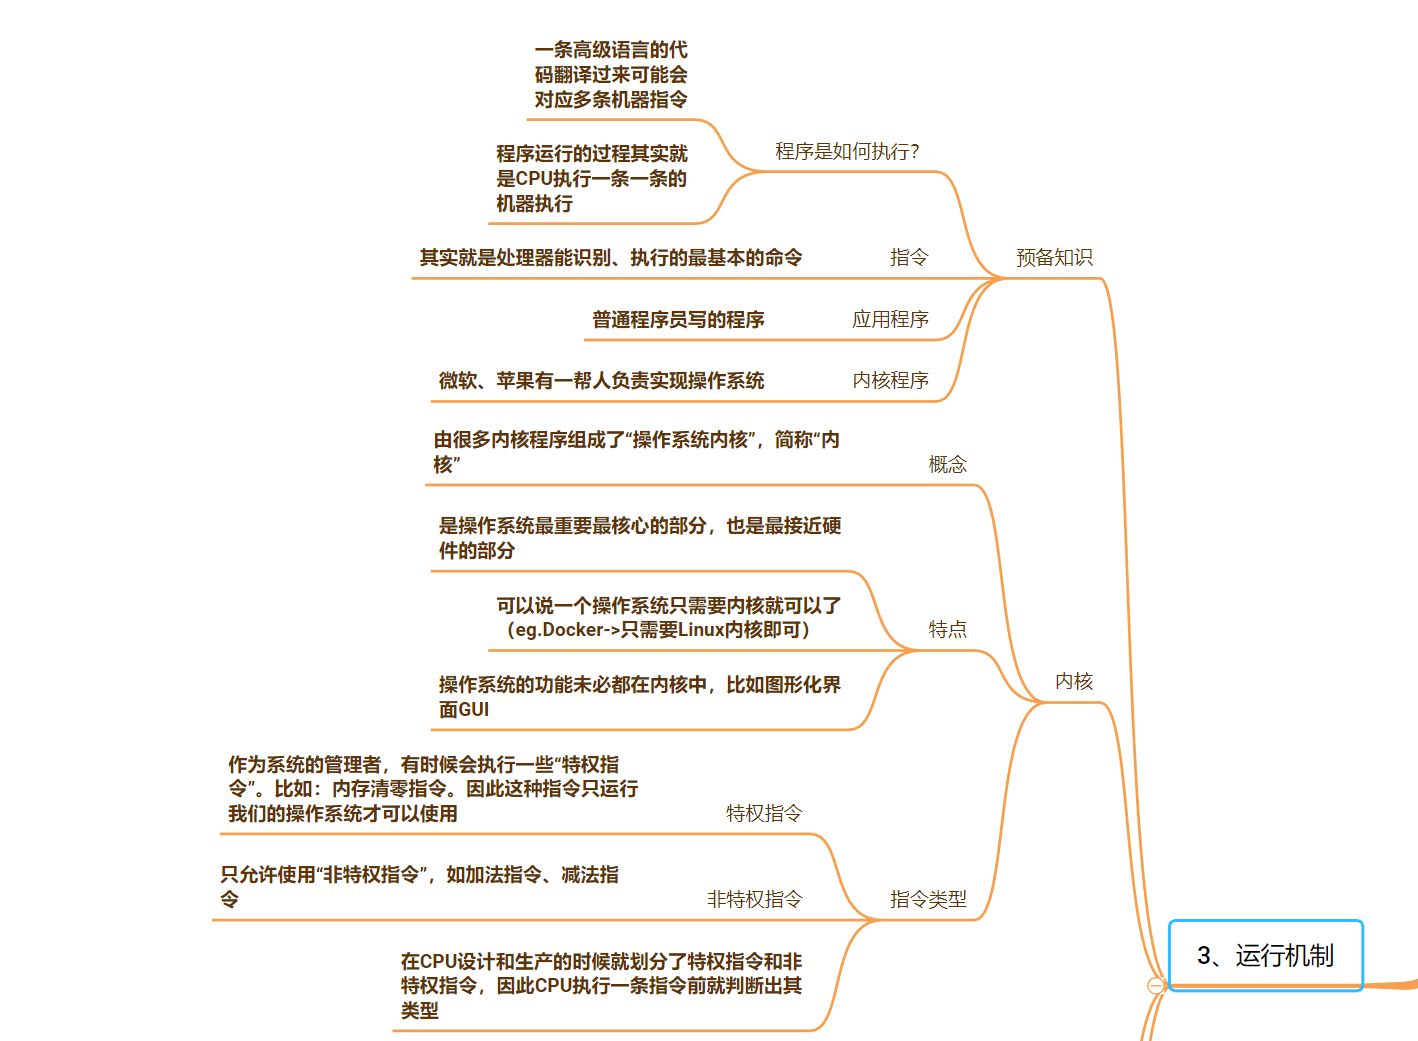 一条高级语言的代
码翻译过来可能会
对应多条机器指令
程序是如何执行？
程序运行的过程其实就
是CPU执行一条一条的
机器执行
其实就是处理器能识别、执行的最基本的命令
指令
预备知识
普通程序员写的程序
应用程序
微软、苹果有一帮人负责实现操作系统
内核程序
由很多内核程序组成了“操作系统内核”，简称“内
核”
概念
是操作系统最重要最核心的部分，也是最接近硬
件的部分
可以说一个操作系统只需要内核就可以了
（eg.Docker->只需要Linux内核即可）
特点
操作系统的功能未必都在内核中，比如图形化界
面GUI
内核
作为系统的管理者，有时候会执行一些“特权指
令”。比如：内存清零指令。因此这种指令只运行
我们的操作系统才可以使用
特权指令
只允许使用“非特权指令”，如加法指令、减法指
令
非特权指令
指令类型
在CPU设计和生产的时候就划分了特权指令和非
特权指令，因此CPU执行一条指令前就判断出其
类型
3、运行机制